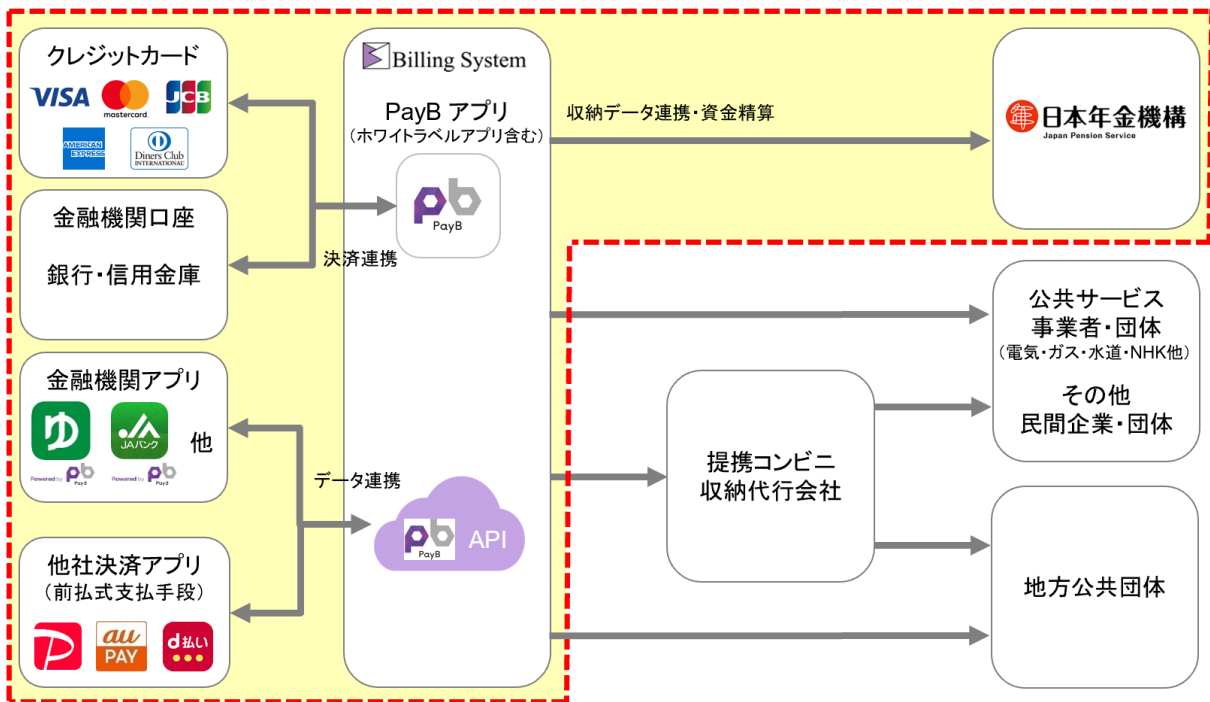 クレジットカード
VISA
mastercard
JCB
AMERICAN
EXPRESS
Diners Club
INTERNATIONAL
金融機関口座
銀行・信用金庫
金融機関アプリ
ゆ
JAバンク
他
Powered by pb PayB
Powered by pb PayB
他社決済アプリ
（前払式支払手段）
P
au
PAY
d払い
Billing System
PayB アプリ
（ホワイトラベルアプリ含む）
pb
PayB
決済連携
データ連携
pb
PayB
API
収納データ連携・資金精算
年金
日本年金機構
Japan Pension Service
公共サービス
事業者・団体
（電気・ガス・水道・NHK他）
その他
民間企業・団体
提携コンビニ
収納代行会社
地方公共団体